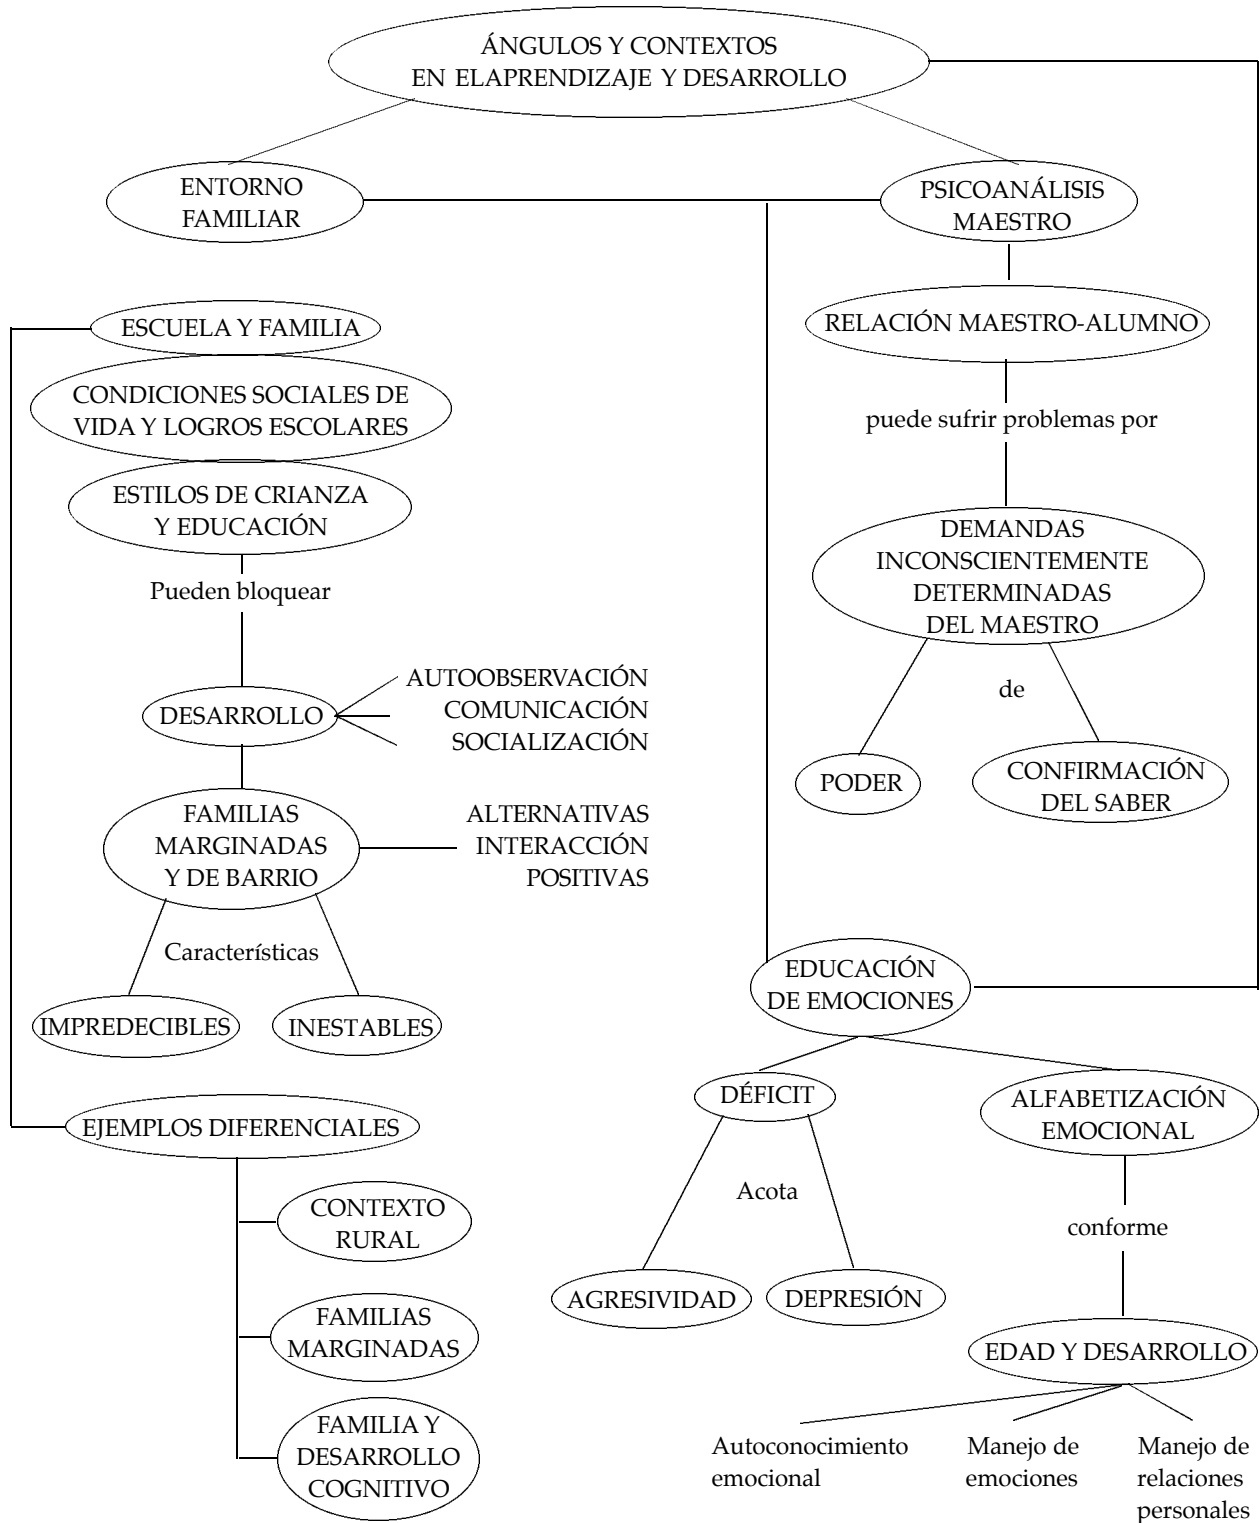 ÁNGULOS Y CONTEXTOS
EN ELAPRENDIZAJE Y DESARROLLO
ENTORNO
FAMILIAR
PSICOANÁLISIS
MAESTRO
ESCUELA Y FAMILIA
CONDICIONES SOCIALES DE
VIDA Y LOGROS ESCOLARES
ESTILOS DE CRIANZA
Y EDUCACIÓN
Pueden bloquear
DESARROLLO
AUTOOBSERVACIÓN
COMUNICACIÓN
SOCIALIZACIÓN
FAMILIAS
MARGINADAS
Y DE BARRIO
ALTERNATIVAS
INTERACCIÓN
POSITIVAS
Características
IMPREDECIBLES
INESTABLES
EJEMPLOS DIFERENCIALES
CONTEXTO
RURAL
FAMILIAS
MARGINADAS
FAMILIA Y
DESARROLLO
COGNITIVO
RELACIÓN MAESTRO-ALUMNO
puede sufrir problemas por
DEMANDAS
INCONSCIENTEMENTE
DETERMINADAS
DEL MAESTRO
de
PODER
CONFIRMACIÓN
DEL SABER
EDUCACIÓN
DE EMOCIONES
DÉFICIT
Acota
AGRESIVIDAD
DEPRESIÓN
ALFABETIZACIÓN
EMOCIONAL
conforme
EDAD Y DESARROLLO
Autoconocimiento
emocional
Manejo de
emociones
Manejo de
relaciones
personales